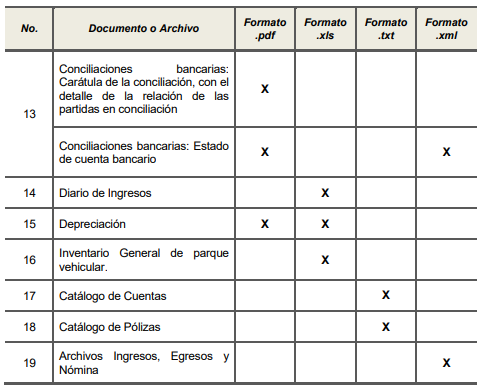 No. Documento o Archivo Formato .pdf Formato .xls Formato .txt Formato .xml
13
Conciliaciones bancarias:
Carátula de la conciliación, con el
detalle de la relación de las
partidas en conciliación
X
Conciliaciones bancarias: Estado
de cuenta bancario
X X
14 Diario de Ingresos X
15 Depreciación X X
16 Inventario General de parque
vehicular. X
17 Catálogo de Cuentas X
18 Catálogo de Pólizas X
19 Archivos Ingresos, Egresos y
Nómina X